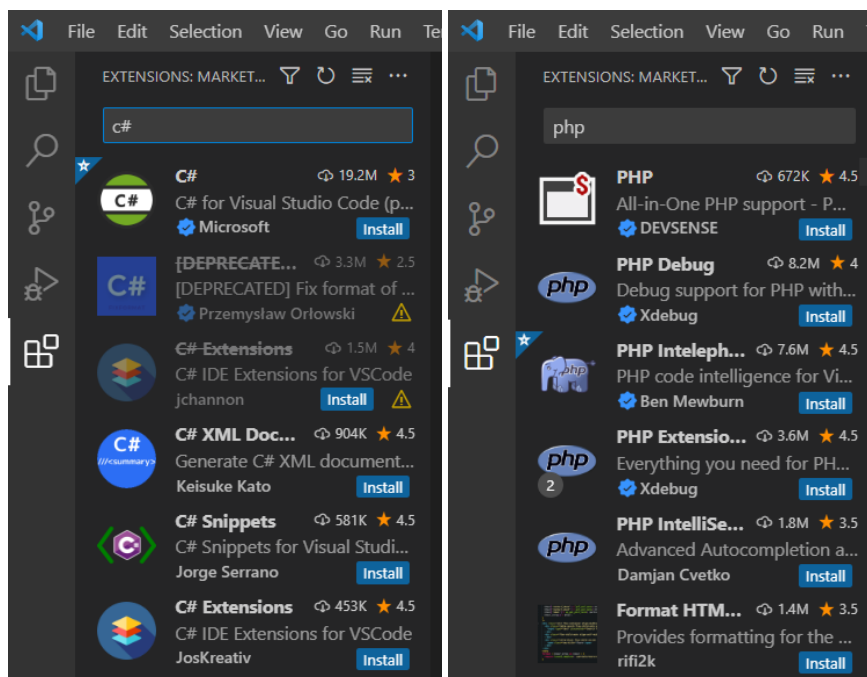 File Edit Selection View Go Run Te
EXTENSIONS: MARKET...
c#
C# 19.2M 3
C# for Visual Studio Code (p...
Microsoft Install
[DEPRECATE... 3.3M 2.5
[DEPRECATED] Fix format of ...
Przemysław Orłowski
C# Extensions 1.5M 4
C# IDE Extensions for VSCode
jchannon Install
C# XML Doc... 904K 4.5
Generate C# XML document...
Keisuke Kato Install
C# Snippets 581K 4.5
C# Snippets for Visual Studi...
Jorge Serrano Install
C# Extensions 453K 4.5
C# IDE Extensions for VSCode
JosKreativ Install
C#
C#
C#
///<summary>
C
File Edit Selection View Go Run
EXTENSIONS: MARKET...
php
PHP 672K 4.5
All-in-One PHP support - P...
DEVSENSE Install
PHP Debug 8.2M 4
Debug support for PHP with...
Xdebug Install
PHP Inteleph... 7.6M 4.5
PHP code intelligence for Vi...
Ben Mewburn Install
PHP Extensio... 3.6M 4.5
Everything you need for PH...
Xdebug Install
PHP IntelliSe... 1.8M 3.5
Advanced Autocompletion a...
Damjan Cvetko Install
Format HTM... 1.4M 3.5
Provides formatting for the ...
rifi2k Install
$
php
php
php
2
php